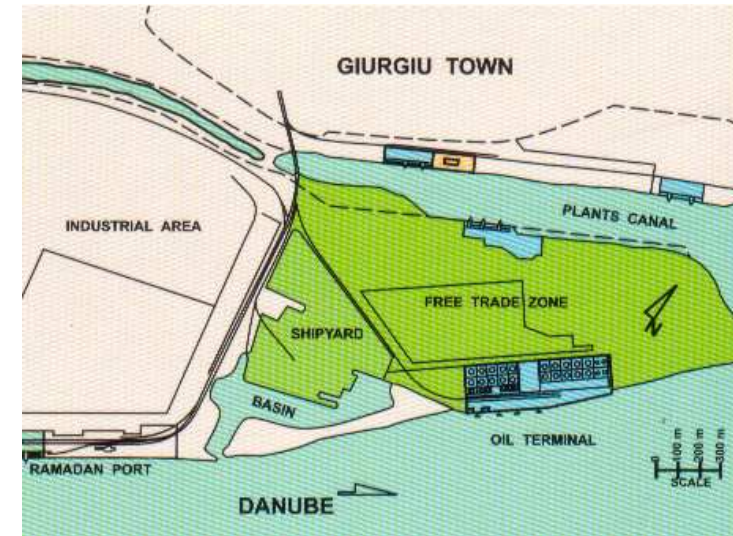 GIURGIU TOWN
PLANTS CANAL
INDUSTRIAL AREA
FREE TRADE ZONE
N
SHIPYARD
BASIN
OIL TERMINAL
RAMADAN PORT
DANUBE
0 100 m 200 m 300 m
SCALE